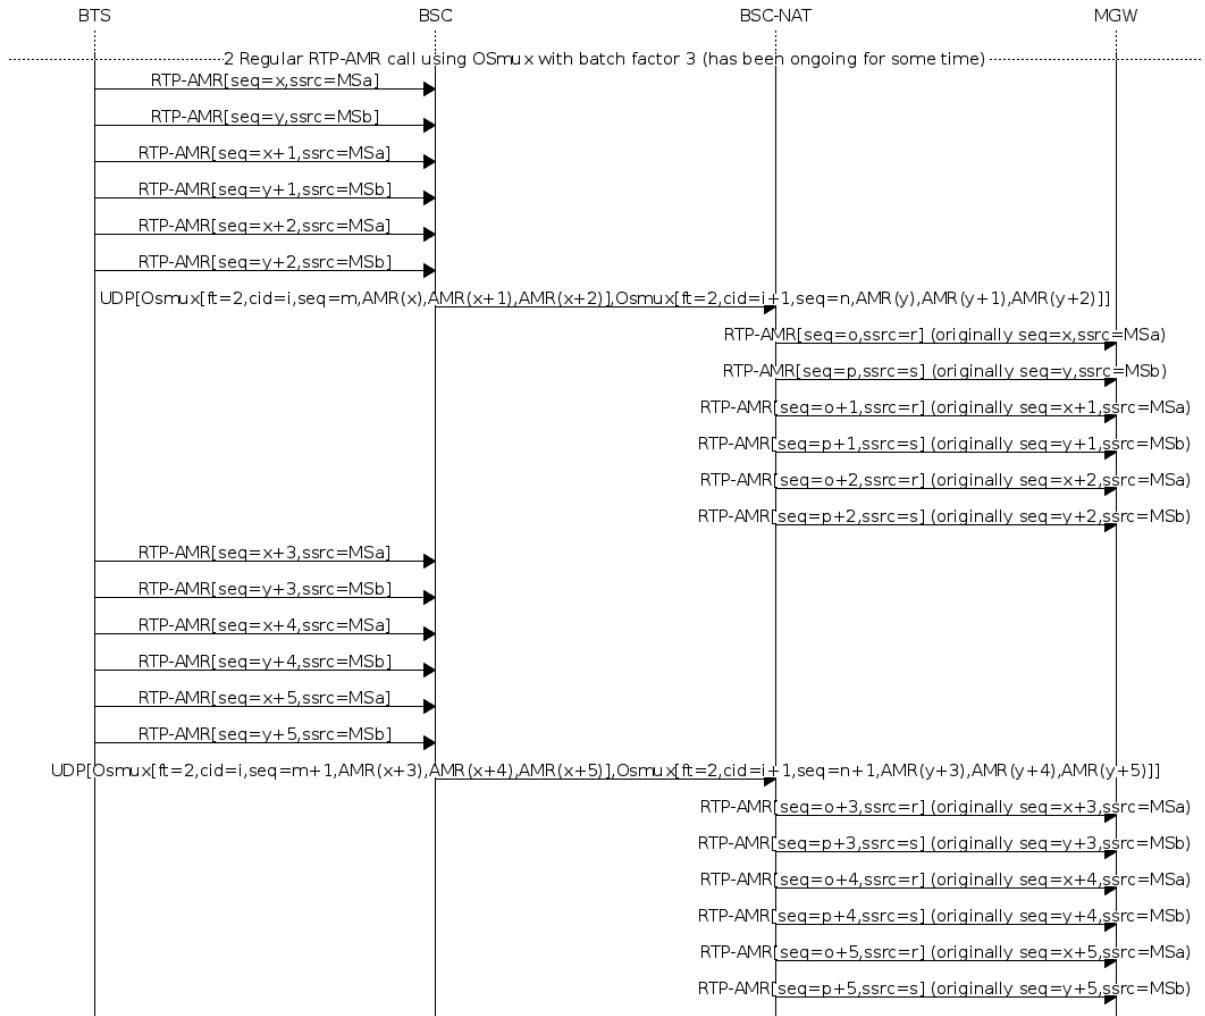 BTS BSC BSC-NAT MGW
2 Regular RTP-AMR call using OSmux with batch factor 3 (has been ongoing for some time)
RTP-AMR[seq=x,ssrc=MSa]
RTP-AMR[seq=y,ssrc=MSb]
RTP-AMR[seq=x+1,ssrc=MSa]
RTP-AMR[seq=y+1,ssrc=MSb]
RTP-AMR[seq=x+2,ssrc=MSa]
RTP-AMR[seq=y+2,ssrc=MSb]
UDP[Osmux[ft=2,cid=i,seq=m,AMR(x),AMR(x+1),AMR(x+2)],Osmux[ft=2,cid=i+1,seq=n,AMR(y),AMR(y+1),AMR(y+2)]]
RTP-AMR[seq=o,ssrc=r] (originally seq=x,ssrc=MSa)
RTP-AMR[seq=p,ssrc=s] (originally seq=y,ssrc=MSb)
RTP-AMR[seq=o+1,ssrc=r] (originally seq=x+1,ssrc=MSa)
RTP-AMR[seq=p+1,ssrc=s] (originally seq=y+1,ssrc=MSb)
RTP-AMR[seq=o+2,ssrc=r] (originally seq=x+2,ssrc=MSa)
RTP-AMR[seq=p+2,ssrc=s] (originally seq=y+2,ssrc=MSb)
RTP-AMR[seq=x+3,ssrc=MSa]
RTP-AMR[seq=y+3,ssrc=MSb]
RTP-AMR[seq=x+4,ssrc=MSa]
RTP-AMR[seq=y+4,ssrc=MSb]
RTP-AMR[seq=x+5,ssrc=MSa]
RTP-AMR[seq=y+5,ssrc=MSb]
UDP[Osmux[ft=2,cid=i,seq=m+1,AMR(x+3),AMR(x+4),AMR(x+5)],Osmux[ft=2,cid=i+1,seq=n+1,AMR(y+3),AMR(y+4),AMR(y+5)]]
RTP-AMR[seq=o+3,ssrc=r] (originally seq=x+3,ssrc=MSa)
RTP-AMR[seq=p+3,ssrc=s] (originally seq=y+3,ssrc=MSb)
RTP-AMR[seq=o+4,ssrc=r] (originally seq=x+4,ssrc=MSa)
RTP-AMR[seq=p+4,ssrc=s] (originally seq=y+4,ssrc=MSb)
RTP-AMR[seq=o+5,ssrc=r] (originally seq=x+5,ssrc=MSa)
RTP-AMR[seq=p+5,ssrc=s] (originally seq=y+5,ssrc=MSb)